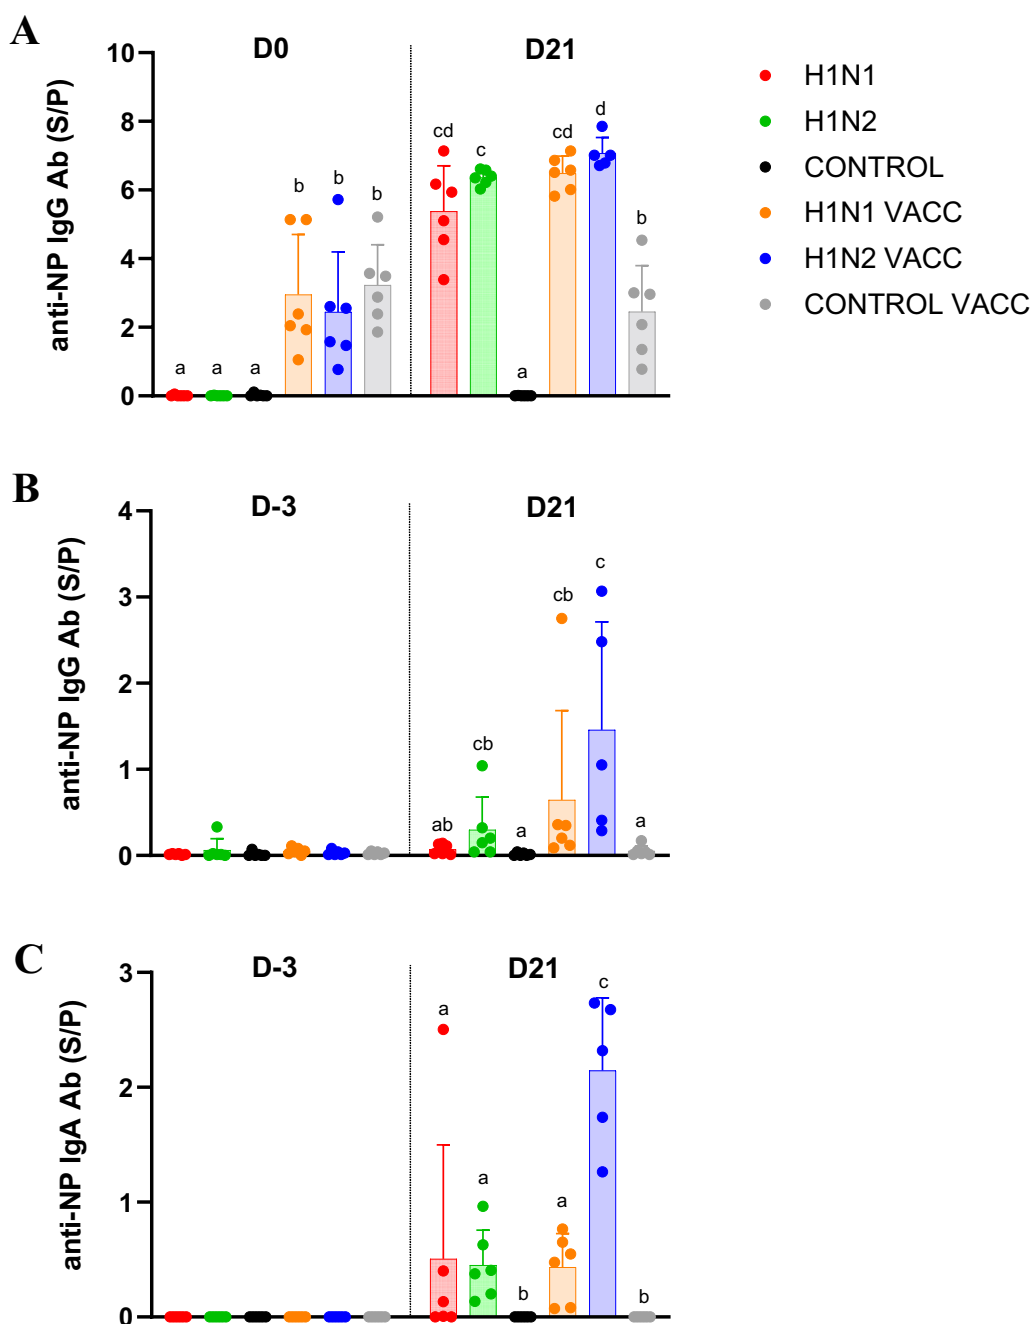 A
D0 D21
anti-NP IgG Ab (S/P)
10
8
6
4
2
0
a a a b b b cd c a cd d b
H1N1
H1N2
CONTROL
H1N1 VACC
H1N2 VACC
CONTROL VACC
B
D-3 D21
anti-NP IgG Ab (S/P)
4
3
2
1
0
ab cb a cb c a
C
D-3 D21
anti-NP IgA Ab (S/P)
3
2
1
0
a a b a c b